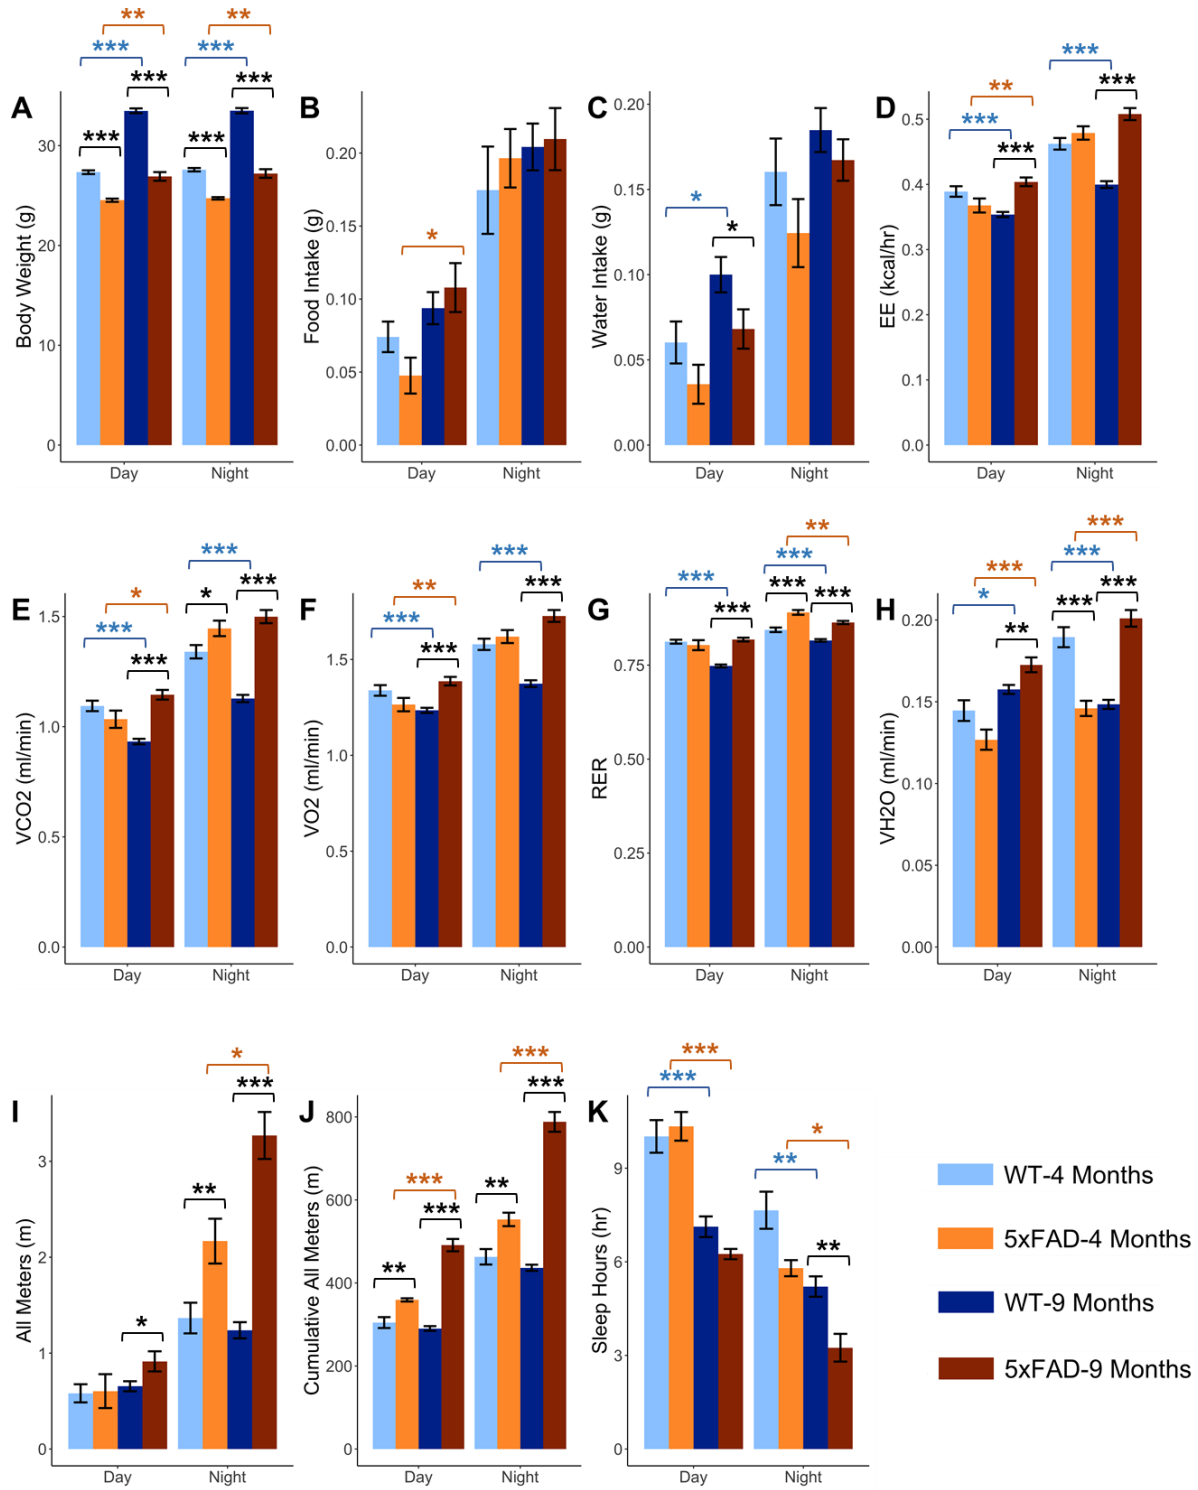 ** **
*** ***
*** ***
*** ***
A
Body Weight (g)
30
20
10
0
Day Night
B
Food Intake (g)
0.20
0.15
0.10
0.05
0.00
*
Day Night
C
Water Intake (g)
0.20
0.15
0.10
0.05
0.00
*
*
Day Night
D
EE (kcal/hr)
0.5
0.4
0.3
0.2
0.1
0.0
***
** ***
***
***
Day Night
E
VCO2 (ml/min)
1.5
1.0
0.5
0.0
***
* * ***
***
***
Day Night
F
VO2 (ml/min)
1.5
1.0
0.5
0.0
***
** ***
***
***
Day Night
G
RER
0.75
0.50
0.25
0.00
**
*** ***
*** *** ***
Day Night
H
VH2O (ml/min)
0.20
0.15
0.10
0.05
0.00
***
*** ***
* *** ***
**
Day Night
I
All Meters (m)
3
2
1
0
*
***
**
*
Day Night
J
Cumulative All Meters (m)
800
600
400
200
0
***
***
*** **
***
**
Day Night
K
Sleep Hours (hr)
9
6
3
0
***
***
*
**
**
Day Night
WT-4 Months
5xFAD-4 Months
WT-9 Months
5xFAD-9 Months